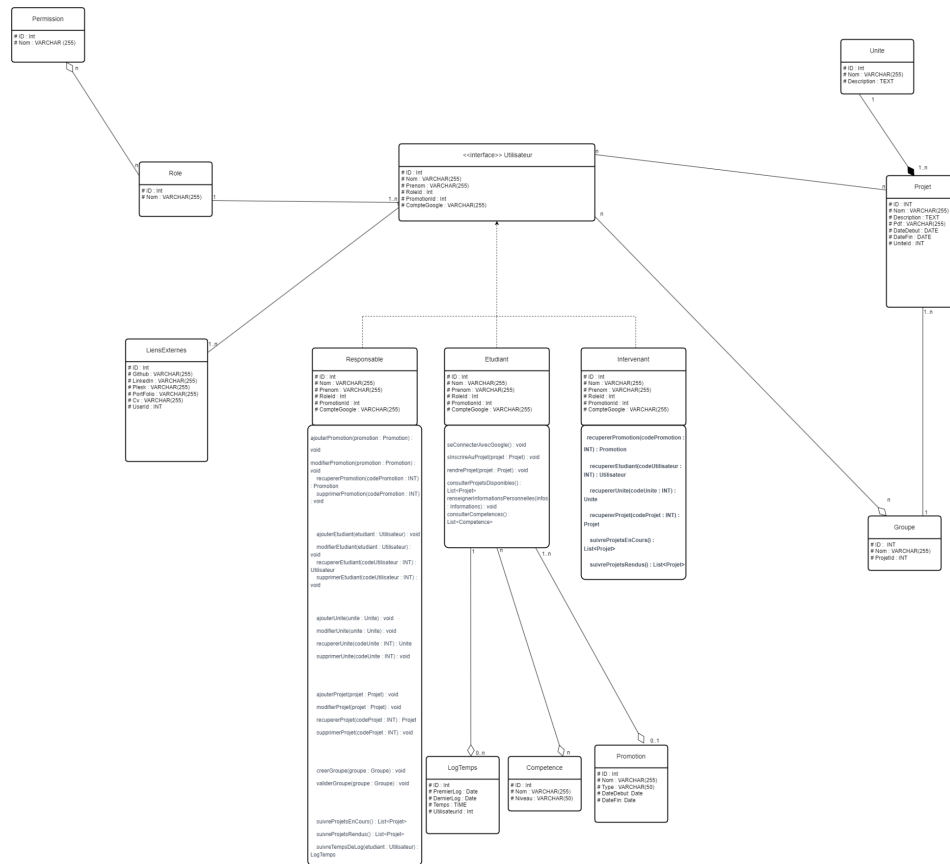 Permission
# ID : Int
# Nom : VARCHAR (255)
n
n
Role
# ID : Int
# Nom : VARCHAR(255)
1
1..n
<<interface>> Utilisateur
# ID : Int
# Nom : VARCHAR(255)
# Prenom : VARCHAR(255)
# RoleId : Int
# PromotionId : Int
# CompteGoogle : VARCHAR(255)
n
n
n
Unite
# ID : Int
# Nom : VARCHAR(255)
# Description : TEXT
1
1..n
Projet
# ID : INT
# Nom : VARCHAR(255)
# Description : TEXT
# Pdf : VARCHAR(255)
# DateDebut : DATE
# DateFin : DATE
# UniteId : INT
1..n
1..n
LiensExternes
# ID : Int
# Github : VARCHAR(255)
# Linkedin : VARCHAR(255)
# Plesk : VARCHAR(255)
# PortFolio : VARCHAR(255)
# Cv : VARCHAR(255)
# UserId : INT
Responsable
# ID : Int
# Nom : VARCHAR(255)
# Prenom : VARCHAR(255)
# RoleId : Int
# PromotionId : Int
# CompteGoogle : VARCHAR(255)
ajouterPromotion(promotion : Promotion) :
void
modifierPromotion(promotion : Promotion) :
void
recupererPromotion(codePromotion : INT)
: Promotion
supprimerPromotion(codePromotion : INT) :
void
ajouterEtudiant(etudiant : Utilisateur) : void
modifierEtudiant(etudiant : Utilisateur) :
void
recupererEtudiant(codeUtilisateur : INT) :
Utilisateur
supprimerEtudiant(codeUtilisateur : INT) :
void
ajouterUnite(unite : Unite) : void
modifierUnite(unite : Unite) : void
recupererUnite(codeUnite : INT) : Unite
supprimerUnite(codeUnite : INT) : void
ajouterProjet(projet : Projet) : void
modifierProjet(projet : Projet) : void
recupererProjet(codeProjet : INT) : Projet
supprimerProjet(codeProjet : INT) : void
creerGroupe(groupe : Groupe) : void
validerGroupe(groupe : Groupe) : void
suivreProjetsEnCours() : List<Projet>
suivreProjetsRendus() : List<Projet>
suivreTempsDeLog(etudiant : Utilisateur) :
LogTemps
Etudiant
# ID : Int
# Nom : VARCHAR(255)
# Prenom : VARCHAR(255)
# RoleId : Int
# PromotionId : Int
# CompteGoogle : VARCHAR(255)
seConnecterAvecGoogle() : void
sInscrireAuProjet(projet : Projet) : void
rendreProjet(projet : Projet) : void
consulterProjetsDisponibles() :
List<Projet>
renseignerInformationsPersonnelles(infos
: Informations) : void
consulterCompetences() :
List<Competence>
1
n
1..n
Intervenant
# ID : Int
# Nom : VARCHAR(255)
# Prenom : VARCHAR(255)
# RoleId : Int
# PromotionId : Int
# CompteGoogle : VARCHAR(255)
recupererPromotion(codePromotion :
INT) : Promotion
recupererEtudiant(codeUtilisateur :
INT) : Utilisateur
recupererUnite(codeUnite : INT) :
Unite
recupererProjet(codeProjet : INT) :
Projet
suivreProjetsEnCours() :
List<Projet>
suivreProjetsRendus() : List<Projet>
n
1
Groupe
# ID : INT
# Nom : VARCHAR(255)
# ProjetId : INT
0..n
LogTemps
# ID : Int
# PremierLog : Date
# DernierLog : Date
# Temps : TIME
# UtilisateurId : Int
n
Competence
# ID : Int
# Nom : VARCHAR(255)
# Niveau : VARCHAR(50)
0..1
Promotion
# ID : Int
# Nom : VARCHAR(255)
# Type : VARCHAR(50)
# DateDebut: Date
# DateFin: Date